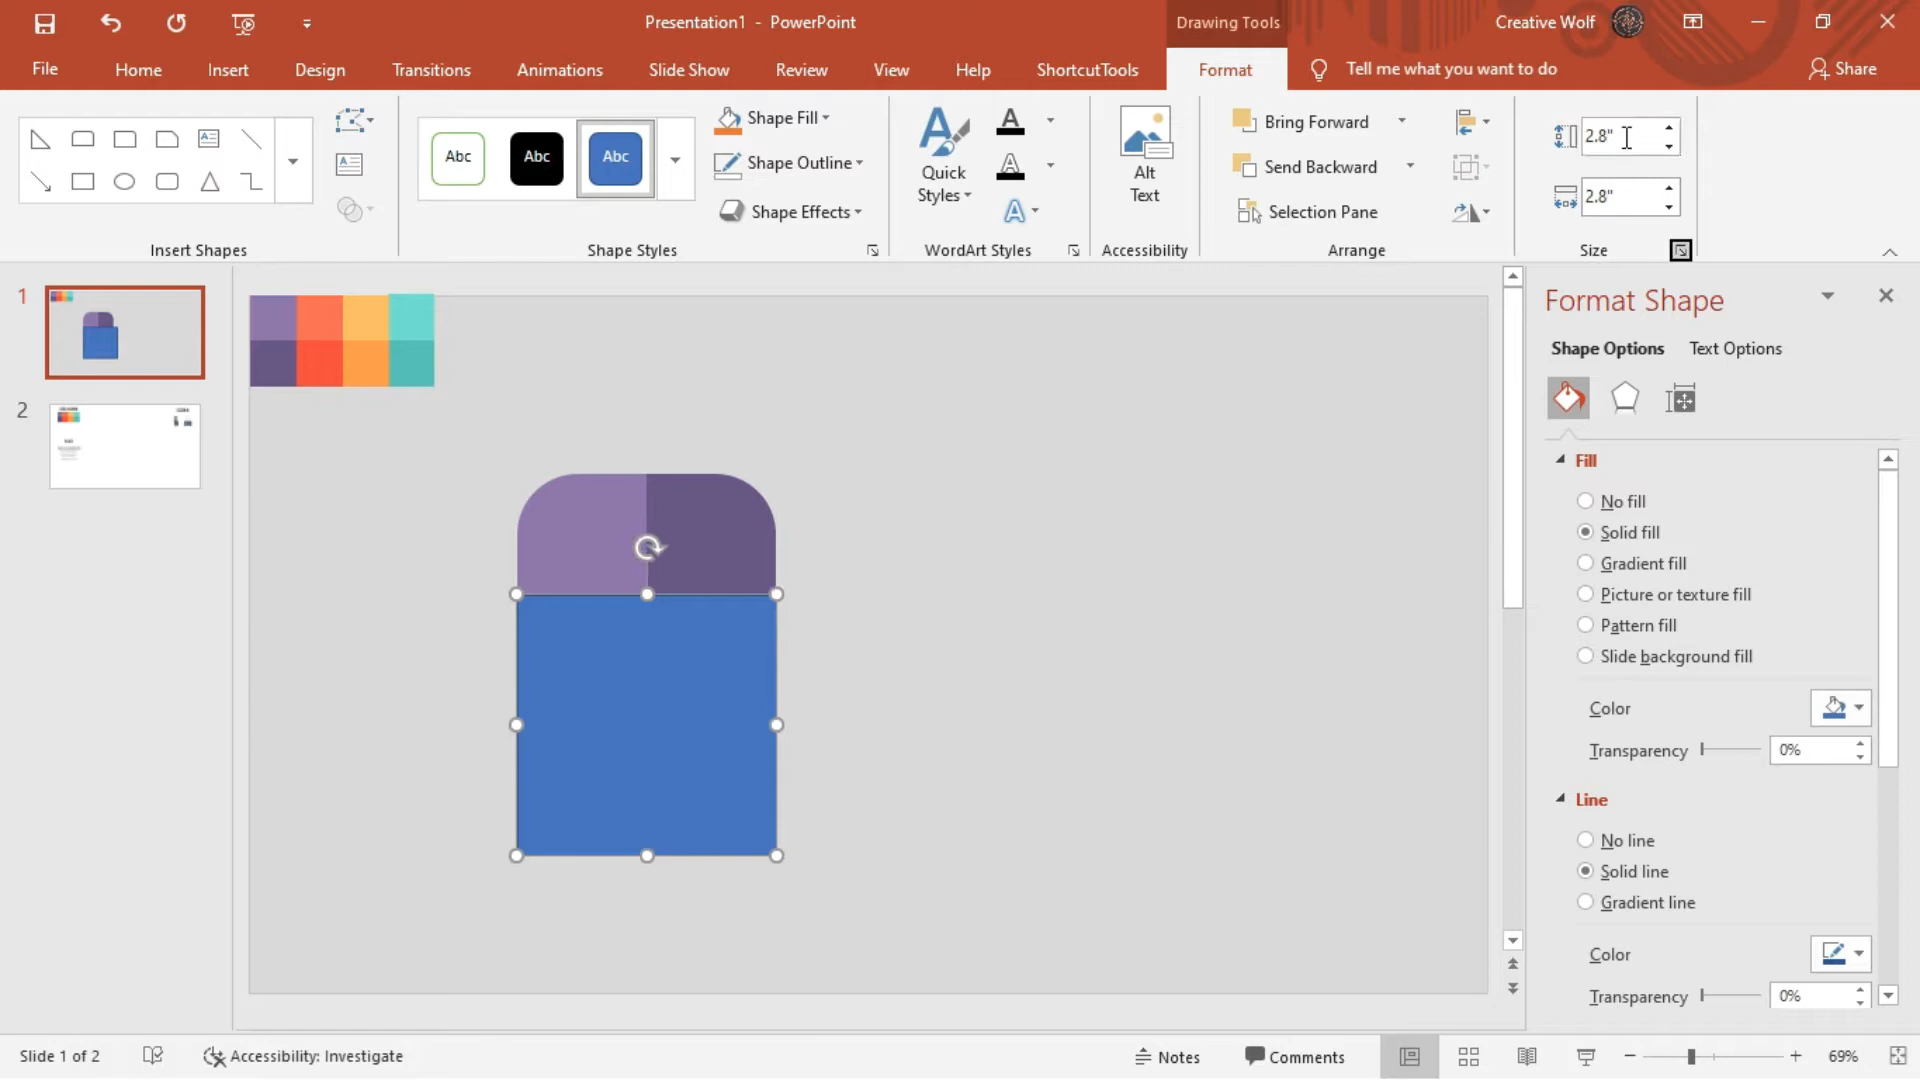 Presentation1 - PowerPoint
Drawing Tools
Creative Wolf
File
Home
Insert
Design
Transitions
Animations
Slide Show
Review
View
Help
ShortcutTools
Format
Tell me what you want to do
Share
Abc
Abc
Abc
Shape Fill
Shape Outline
Shape Effects
Quick
Styles
Alt
Text
Bring Forward
Send Backward
Selection Pane
2.8"
2.8"
Insert Shapes
Shape Styles
WordArt Styles
Accessibility
Arrange
Size
1
2
Format Shape
Shape Options
Text Options
Fill
No fill
Solid fill
Gradient fill
Picture or texture fill
Pattern fill
Slide background fill
Color
Transparency
0%
Line
No line
Solid line
Gradient line
Color
Transparency
0%
Slide 1 of 2
Accessibility: Investigate
Notes
Comments
69%